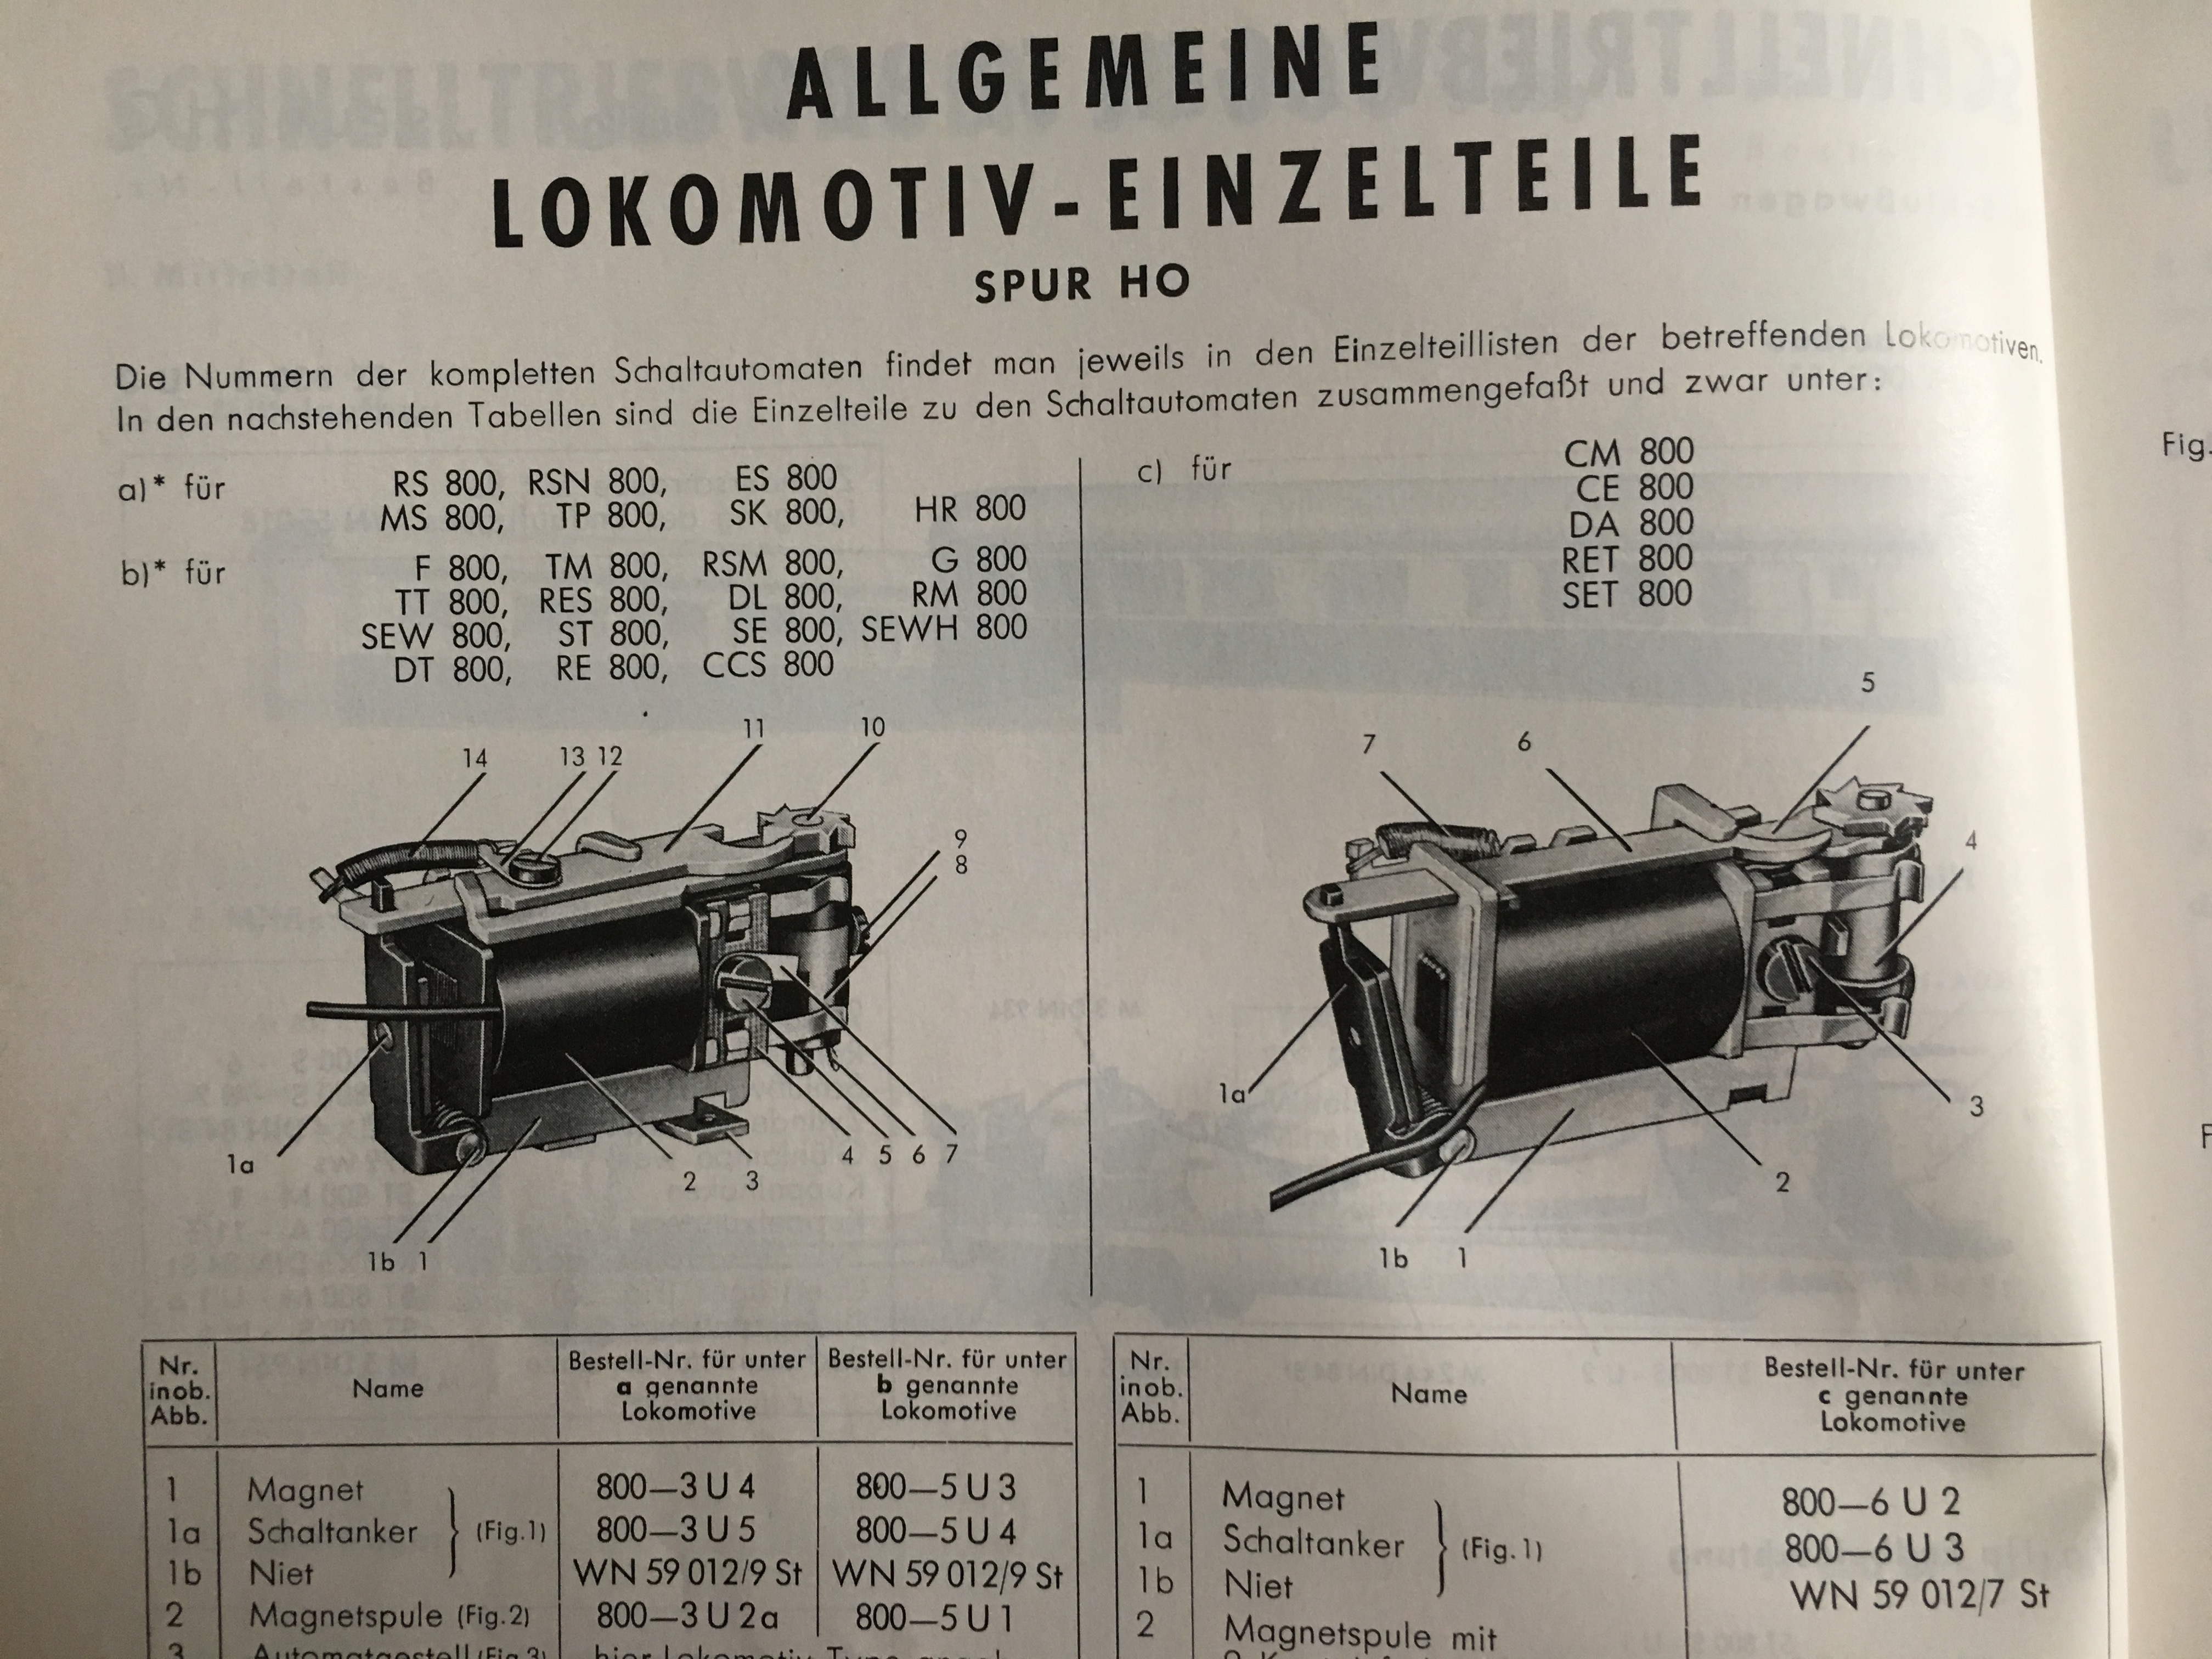 ALLGEMEINE
LOKOMOTIV-EINZELTEILE
SPUR HO
Die Nummern der kompletten Schaltautomaten findet man jeweils in den Einzelteillisten der betreffenden Lokomotiven.
In den nachstehenden Tabellen sind die Einzelteile zu den Schaltautomaten zusammengefaßt und zwar unter:
a)* für RS 800, RSN 800, ES 800
MS 800, TP 800, SK 800, HR 800
b)* für F 800, TM 800, RSM 800, G 800
TT 800, RES 800, DL 800, RM 800
SEW 800, ST 800, SE 800, SEWH 800
DT 800, RE 800, CCS 800
c) für CM 800
CE 800
DA 800
RET 800
SET 800
14 13 12 11 10
9
8
1a 2 3 4 5 6 7
1b 1
7 6 5
4
1a 3
2
1b 1
Nr. inob. Abb. Name Bestell-Nr. für unter a genannte Lokomotive Bestell-Nr. für unter b genannte Lokomotive
1 Magnet 800—3 U 4 800—5 U 3
1a Schaltanker (Fig.1) 800—3 U 5 800—5 U 4
1b Niet WN 59 012/9 St WN 59 012/9 St
2 Magnetspule (Fig.2) 800—3 U 2a 800—5 U 1
3 Automatgestell (Fig.3)
Nr. inob. Abb. Name Bestell-Nr. für unter c genannte Lokomotive
1 Magnet 800—6 U 2
1a Schaltanker (Fig. 1) 800—6 U 3
1b Niet WN 59 012/7 St
2 Magnetspule mit
Fig.